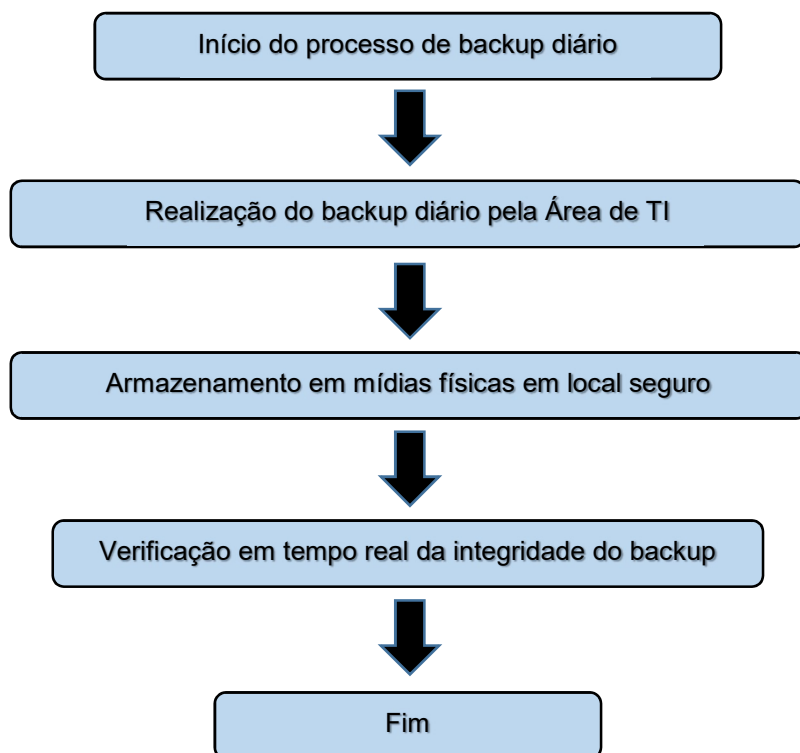 Início do processo de backup diário
Realização do backup diário pela Área de TI
Armazenamento em mídias físicas em local seguro
Verificação em tempo real da integridade do backup
Fim